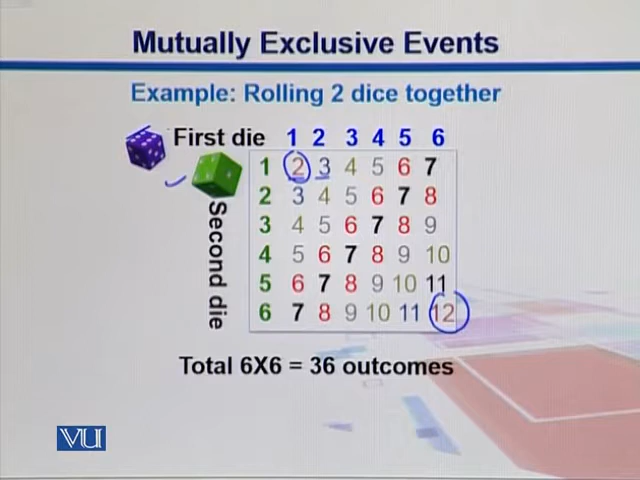 Mutually Exclusive Events
Example: Rolling 2 dice together
First die 1 2 3 4 5 6
Second die
1 2 3 4 5 6 7
2 3 4 5 6 7 8
3 4 5 6 7 8 9
4 5 6 7 8 9 10
5 6 7 8 9 10 11
6 7 8 9 10 11 12
Total 6X6 = 36 outcomes
VU